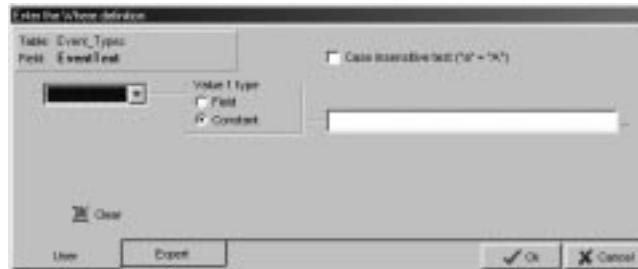 Enter the Where definition
Table: Event_Types
Field: EventText
Case insensitive test ("a" = "A")
Value 1 type
Field
Constant
Clear
User
Expert
Ok
Cancel